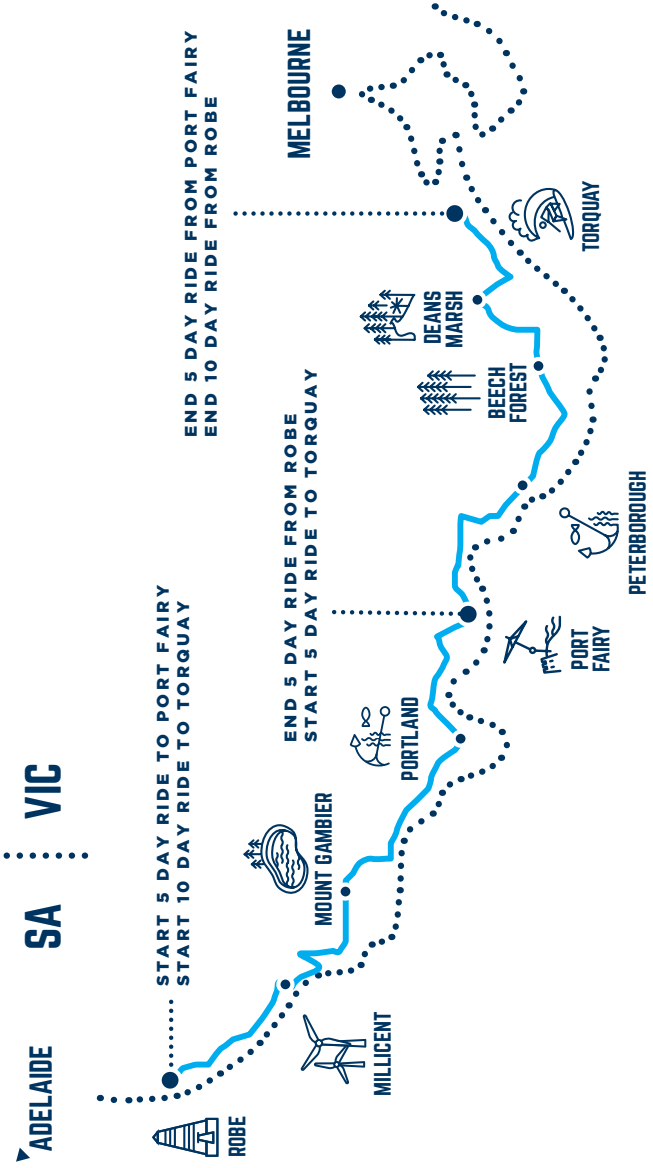 ADELAIDE
SA
VIC
START 5 DAY RIDE TO PORT FAIRY
START 10 DAY RIDE TO TORQUAY
END 5 DAY RIDE FROM ROBE
START 5 DAY RIDE TO TORQUAY
END 5 DAY RIDE FROM PORT FAIRY
END 10 DAY RIDE FROM ROBE
MELBOURNE
ROBE
MILLICENT
MOUNT GAMBIER
PORTLAND
PORT
FAIRY
PETERBOROUGH
BEECH
FOREST
DEANS
MARSH
TORQUAY